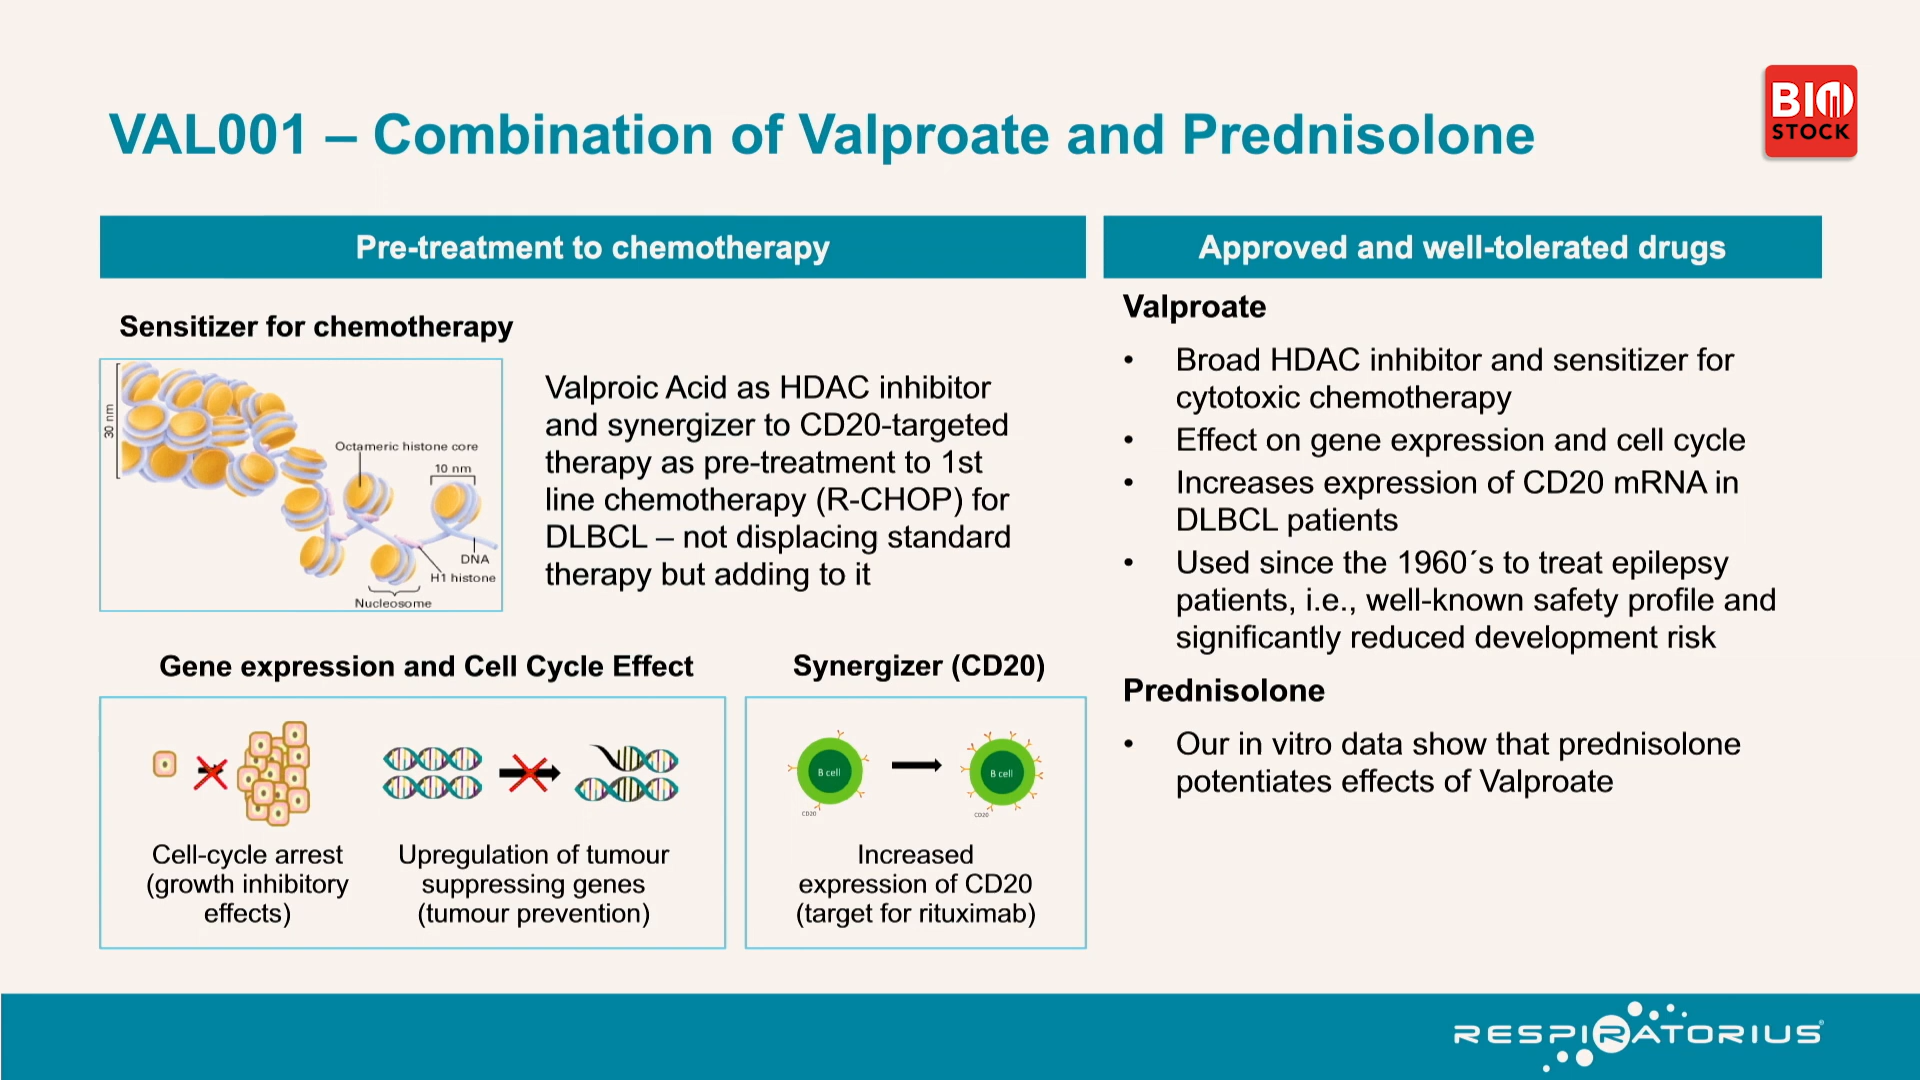 BIO
STOCK
VAL001 – Combination of Valproate and Prednisolone
Pre-treatment to chemotherapy
Sensitizer for chemotherapy
30 nm
Octameric histone core
10 nm
DNA
H1 histone
Nucleosome
Valproic Acid as HDAC inhibitor
and synergizer to CD20-targeted
therapy as pre-treatment to 1st
line chemotherapy (R-CHOP) for
DLBCL – not displacing standard
therapy but adding to it
Gene expression and Cell Cycle Effect
Cell-cycle arrest
(growth inhibitory
effects)
Upregulation of tumour
suppressing genes
(tumour prevention)
Synergizer (CD20)
B cell
CD20
B cell
CD20
Increased
expression of CD20
(target for rituximab)
Approved and well-tolerated drugs
Valproate
• Broad HDAC inhibitor and sensitizer for
cytotoxic chemotherapy
• Effect on gene expression and cell cycle
• Increases expression of CD20 mRNA in
DLBCL patients
• Used since the 1960´s to treat epilepsy
patients, i.e., well-known safety profile and
significantly reduced development risk
Prednisolone
• Our in vitro data show that prednisolone
potentiates effects of Valproate
RESPIRATORIUS